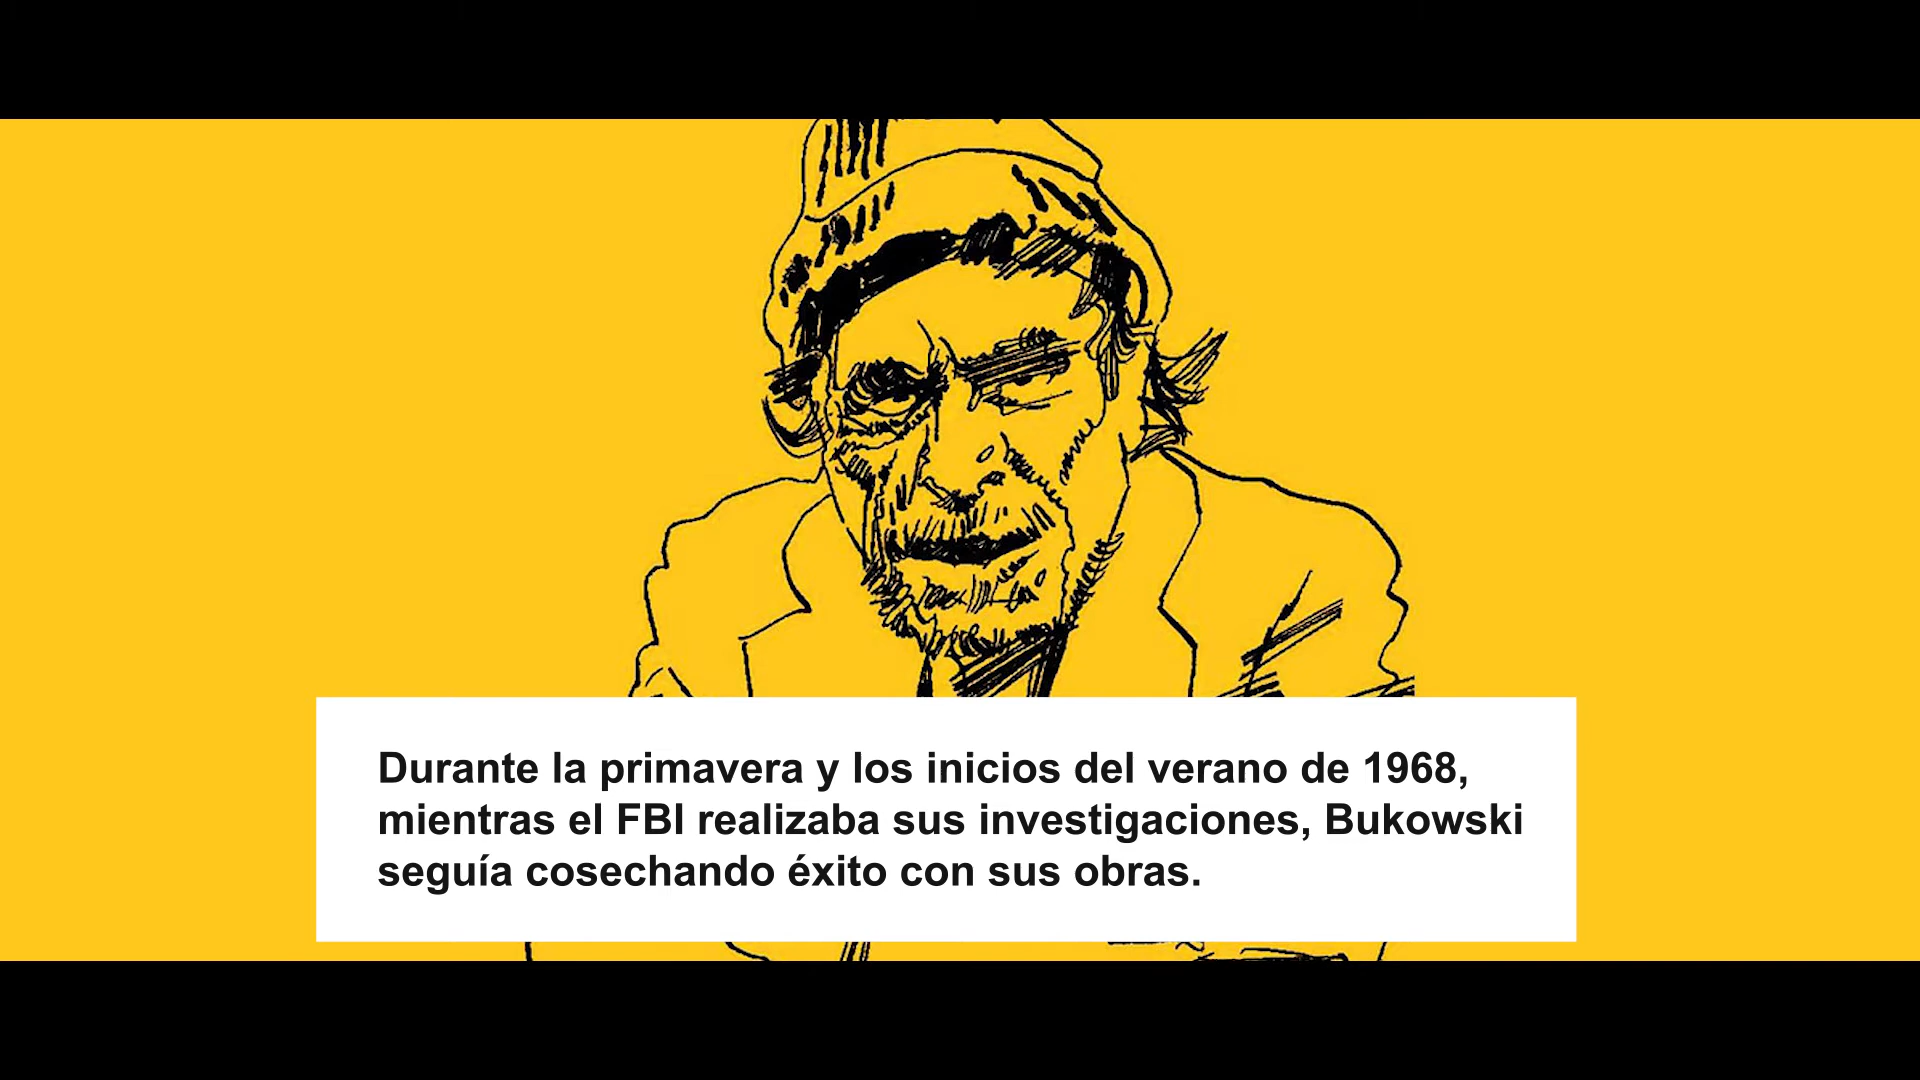 Durante la primavera y los inicios del verano de 1968,
mientras el FBI realizaba sus investigaciones, Bukowski
seguía cosechando éxito con sus obras.